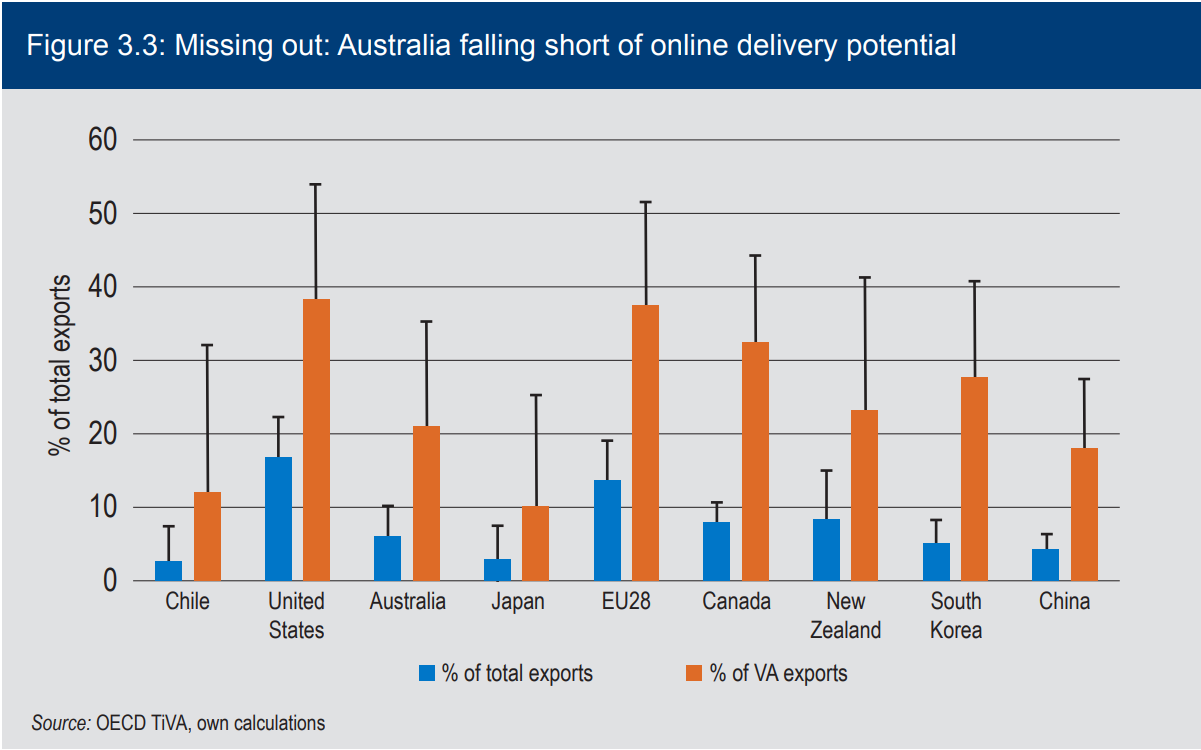 Figure 3.3: Missing out: Australia falling short of online delivery potential
% of total exports
60
50
40
30
20
10
0
Chile
United
States
Australia
Japan
EU28
Canada
New
Zealand
South
Korea
China
% of total exports
% of VA exports
Source: OECD TiVA, own calculations